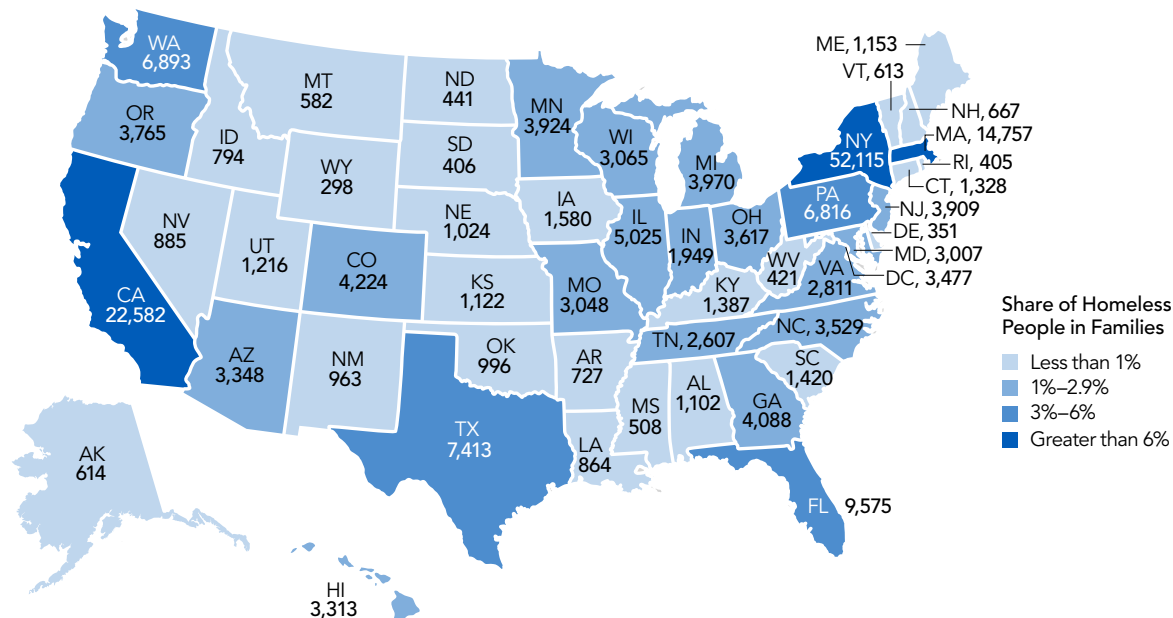 WA
6,893
MT
582
ND
441
MN
3,924
OR
3,765
ID
794
SD
406
WI
3,065
MI
3,970
WY
298
NY
52,115
ME, 1,153
VT, 613
NH, 667
MA, 14,757
RI, 405
CT, 1,328
NJ, 3,909
DE, 351
MD, 3,007
DC, 3,477
PA
6,816
NV
885
UT
1,216
NE
1,024
IA
1,580
IL
5,025
IN
1,949
OH
3,617
WV
421
VA
2,811
CA
22,582
CO
4,224
KS
1,122
MO
3,048
KY
1,387
AZ
3,348
NM
963
OK
996
AR
727
TN, 2,607
NC, 3,529
SC
1,420
MS
508
AL
1,102
GA
4,088
TX
7,413
LA
864
FL 9,575
AK
614
HI
3,313
Share of Homeless
People in Families
Less than 1%
1%–2.9%
3%–6%
Greater than 6%